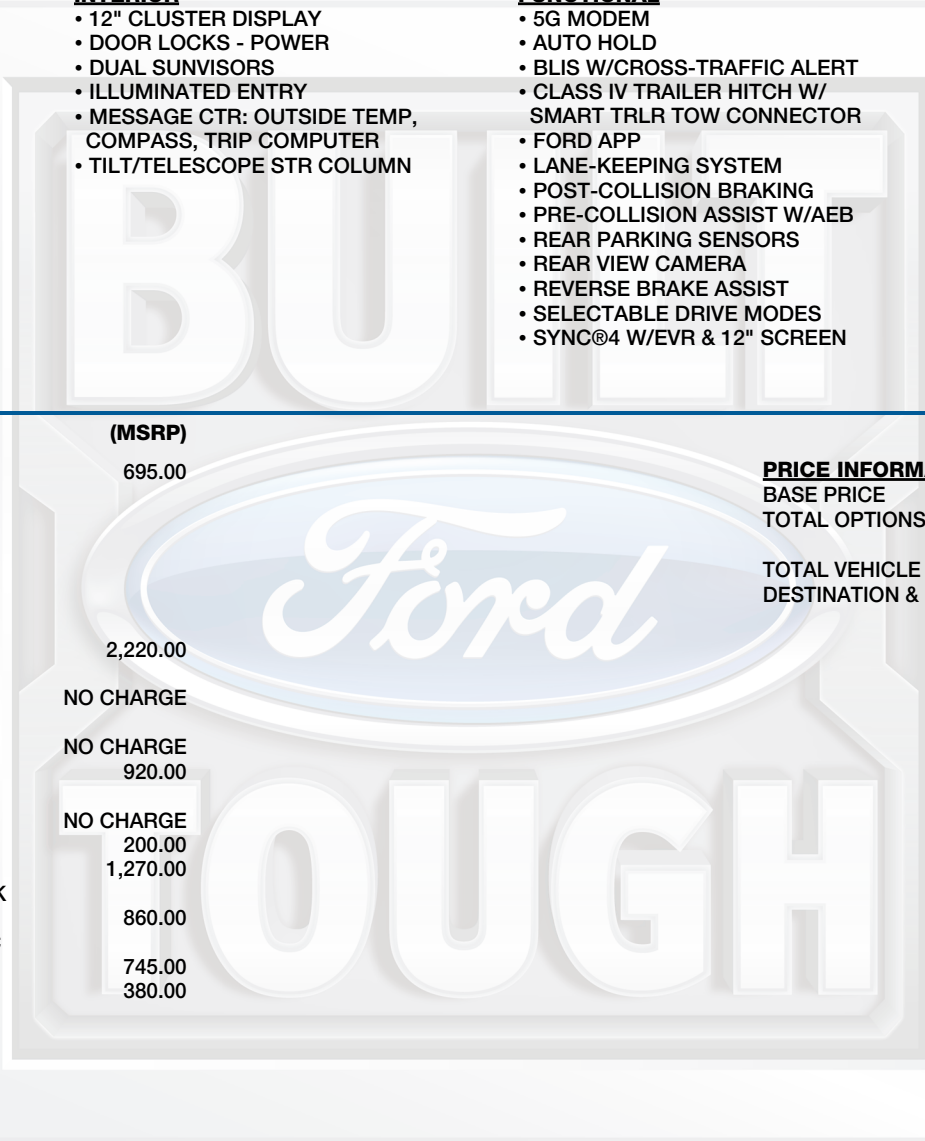 INTERIOR
• 12" CLUSTER DISPLAY
• DOOR LOCKS - POWER
• DUAL SUNVISORS
• ILLUMINATED ENTRY
• MESSAGE CTR: OUTSIDE TEMP,
COMPASS, TRIP COMPUTER
• TILT/TELESCOPE STR COLUMN
FUNCTIONAL
• 5G MODEM
• AUTO HOLD
• BLIS W/CROSS-TRAFFIC ALERT
• CLASS IV TRAILER HITCH W/
SMART TRLR TOW CONNECTOR
• FORD APP
• LANE-KEEPING SYSTEM
• POST-COLLISION BRAKING
• PRE-COLLISION ASSIST W/AEB
• REAR PARKING SENSORS
• REAR VIEW CAMERA
• REVERSE BRAKE ASSIST
• SELECTABLE DRIVE MODES
• SYNC®4 W/EVR & 12" SCREEN
BUILT
Ford
TOUGH
(MSRP)
695.00
2,220.00
NO CHARGE
NO CHARGE
920.00
NO CHARGE
200.00
1,270.00
K
860.00
745.00
380.00
PRICE INFORMA
BASE PRICE
TOTAL OPTIONS
TOTAL VEHICLE
DESTINATION &